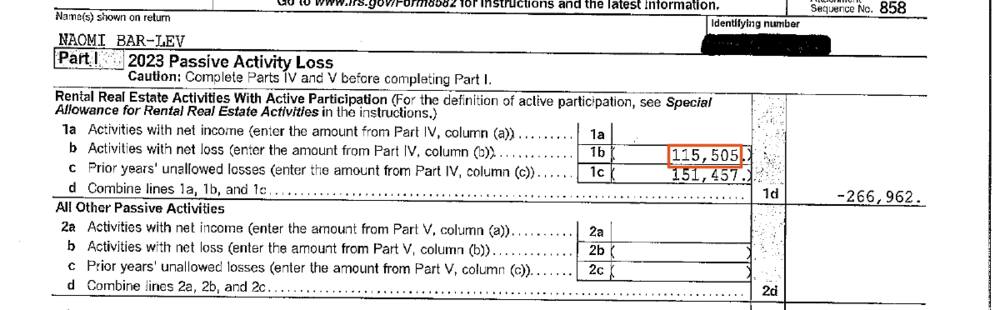 Go to www.irs.gov/Form8582 for instructions and the latest information.
Sequence No. 858
Name(s) shown on return
Identifying number
NAOMI BAR-LEV
Part I 2023 Passive Activity Loss
Caution: Complete Parts IV and V before completing Part I.
Rental Real Estate Activities With Active Participation (For the definition of active participation, see Special
Allowance for Rental Real Estate Activities in the instructions.)
1a Activities with net income (enter the amount from Part IV, column (a)) ......... 1a
b Activities with net loss (enter the amount from Part IV, column (b)) ............ 1b ( 115,505.)
c Prior years' unallowed losses (enter the amount from Part IV, column (c)) ....... 1c ( 151,457.)
d Combine lines 1a, 1b, and 1c ........ 1d -266,962.
All Other Passive Activities
2a Activities with net income (enter the amount from Part V, column (a)) .......... 2a
b Activities with net loss (enter the amount from Part V, column (b)) ............. 2b ( )
c Prior years' unallowed losses (enter the amount from Part V, column (c)) ........ 2c ( )
d Combine lines 2a, 2b, and 2c ........ 2d